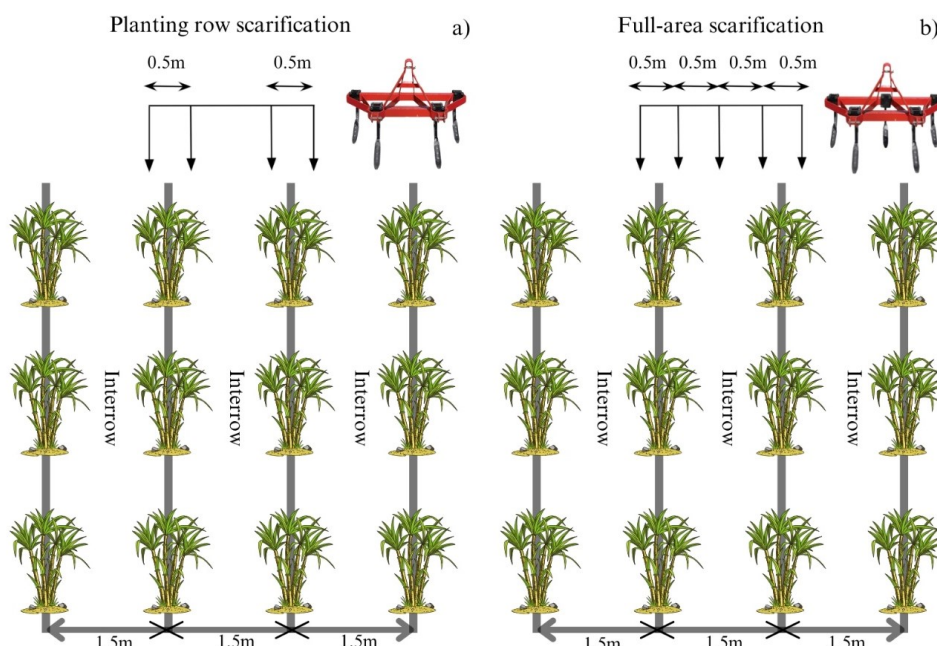 Planting row scarification
a)
0.5m
0.5m
Interrow
Interrow
Interrow
1.5m
1.5m
1.5m
Full-area scarification
b)
0.5m
0.5m
0.5m
0.5m
Interrow
Interrow
Interrow
1.5m
1.5m
1.5m